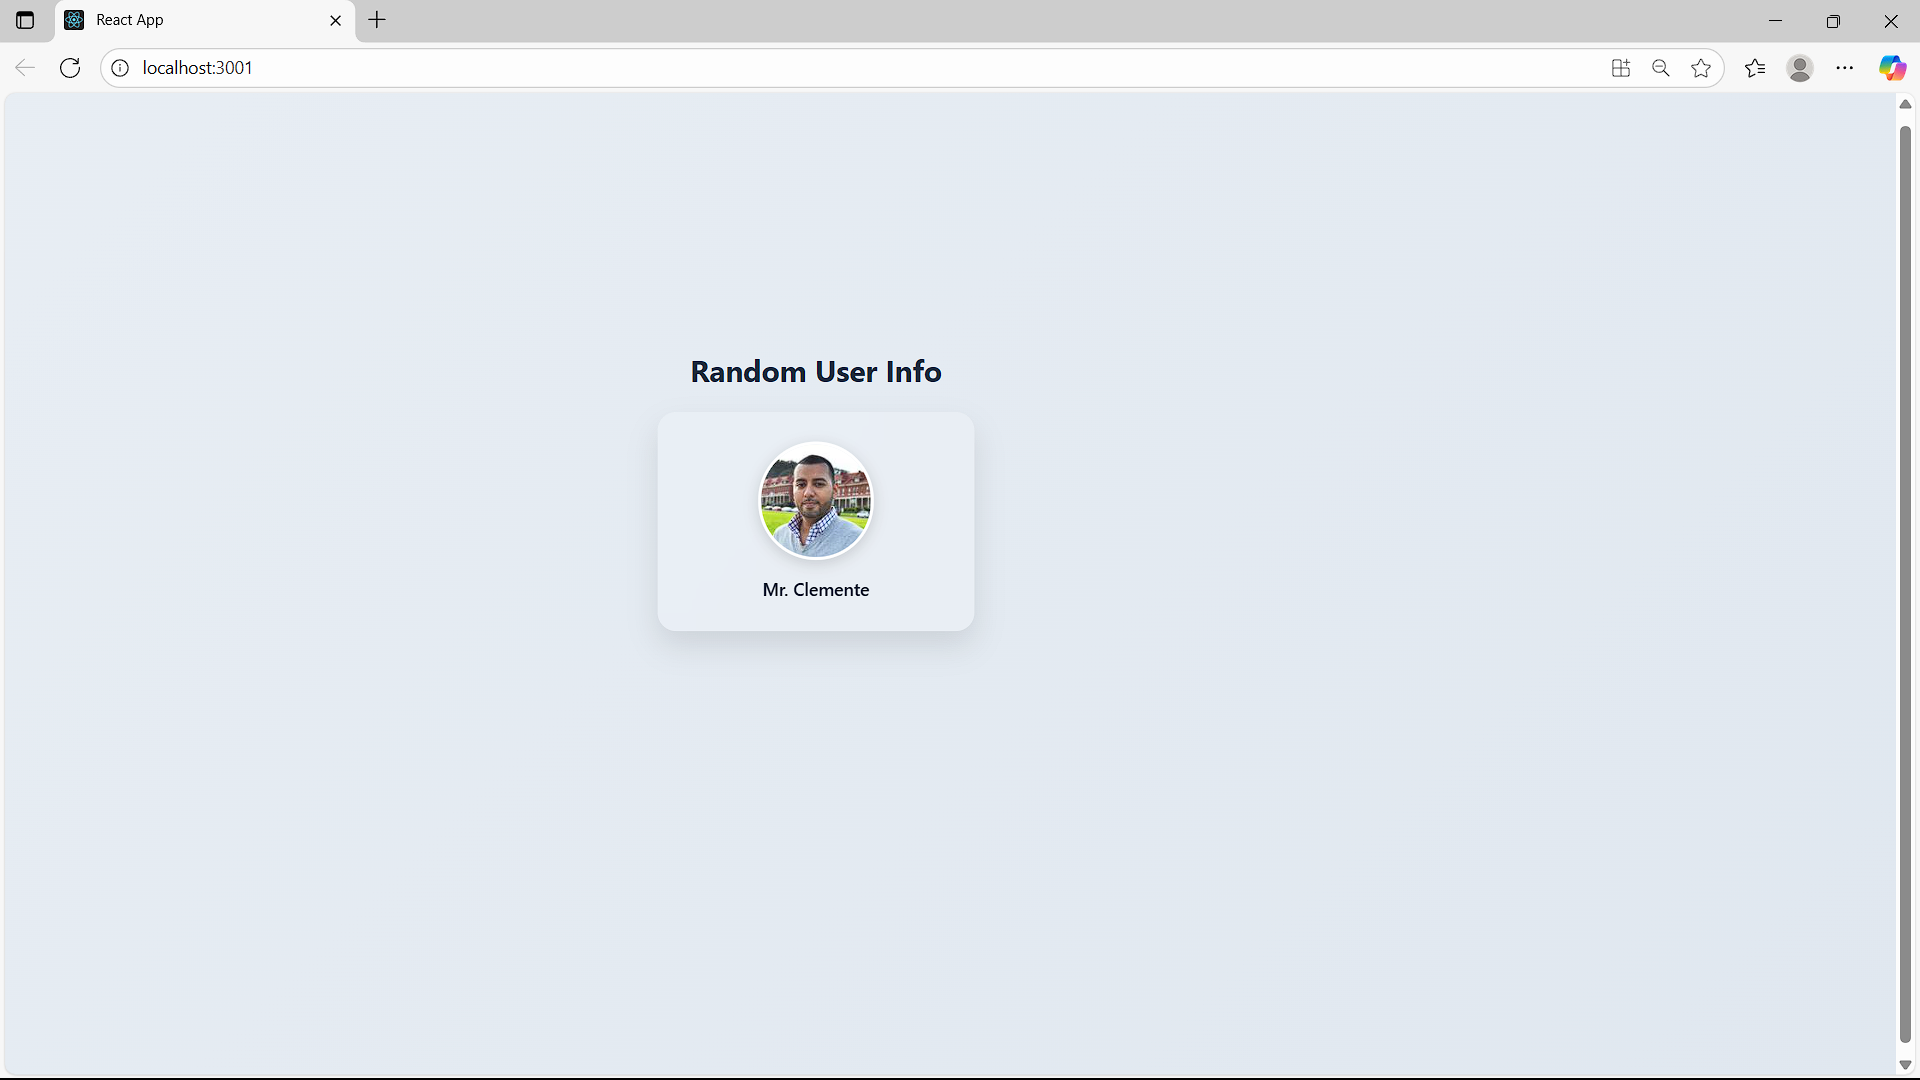 React App
localhost:3001
Random User Info
Mr. Clemente